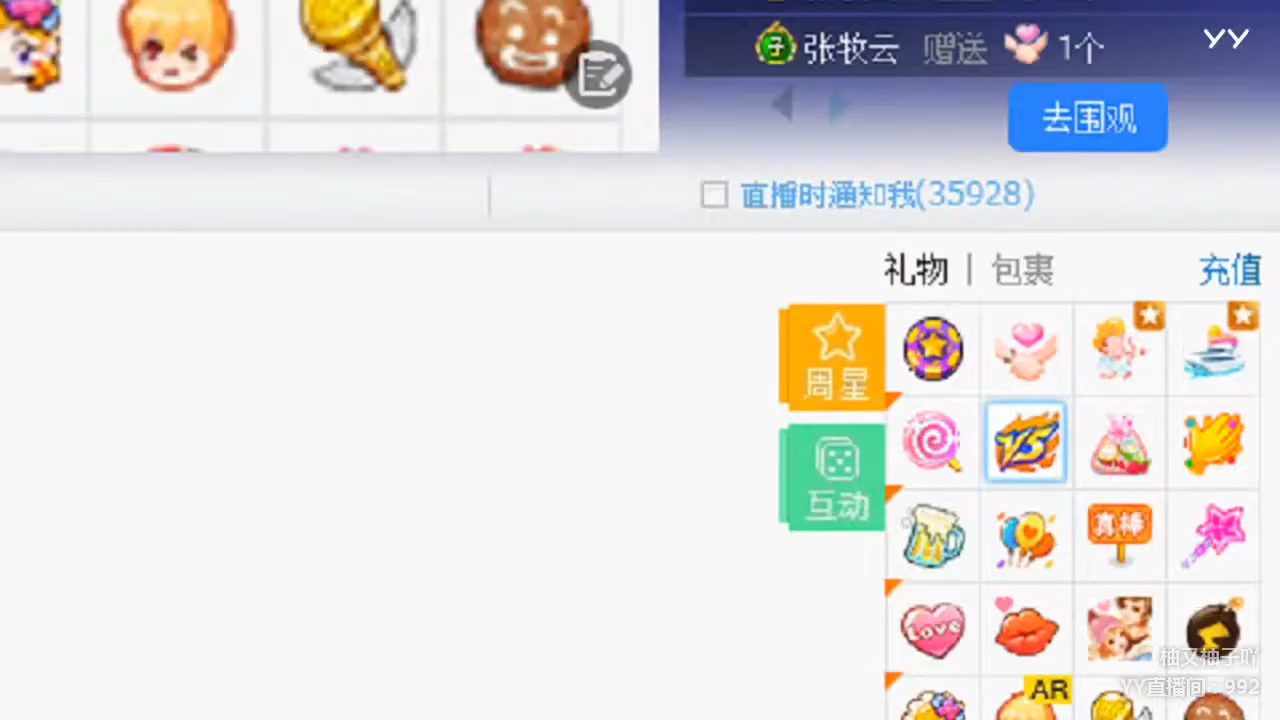 YY
张牧云 赠送 1个
去围观
直播时通知我(35928)
礼物 | 包裹 充值
周星
VS
互动
真棒
Love
柚又柚子吖
AR
YY直播间：992